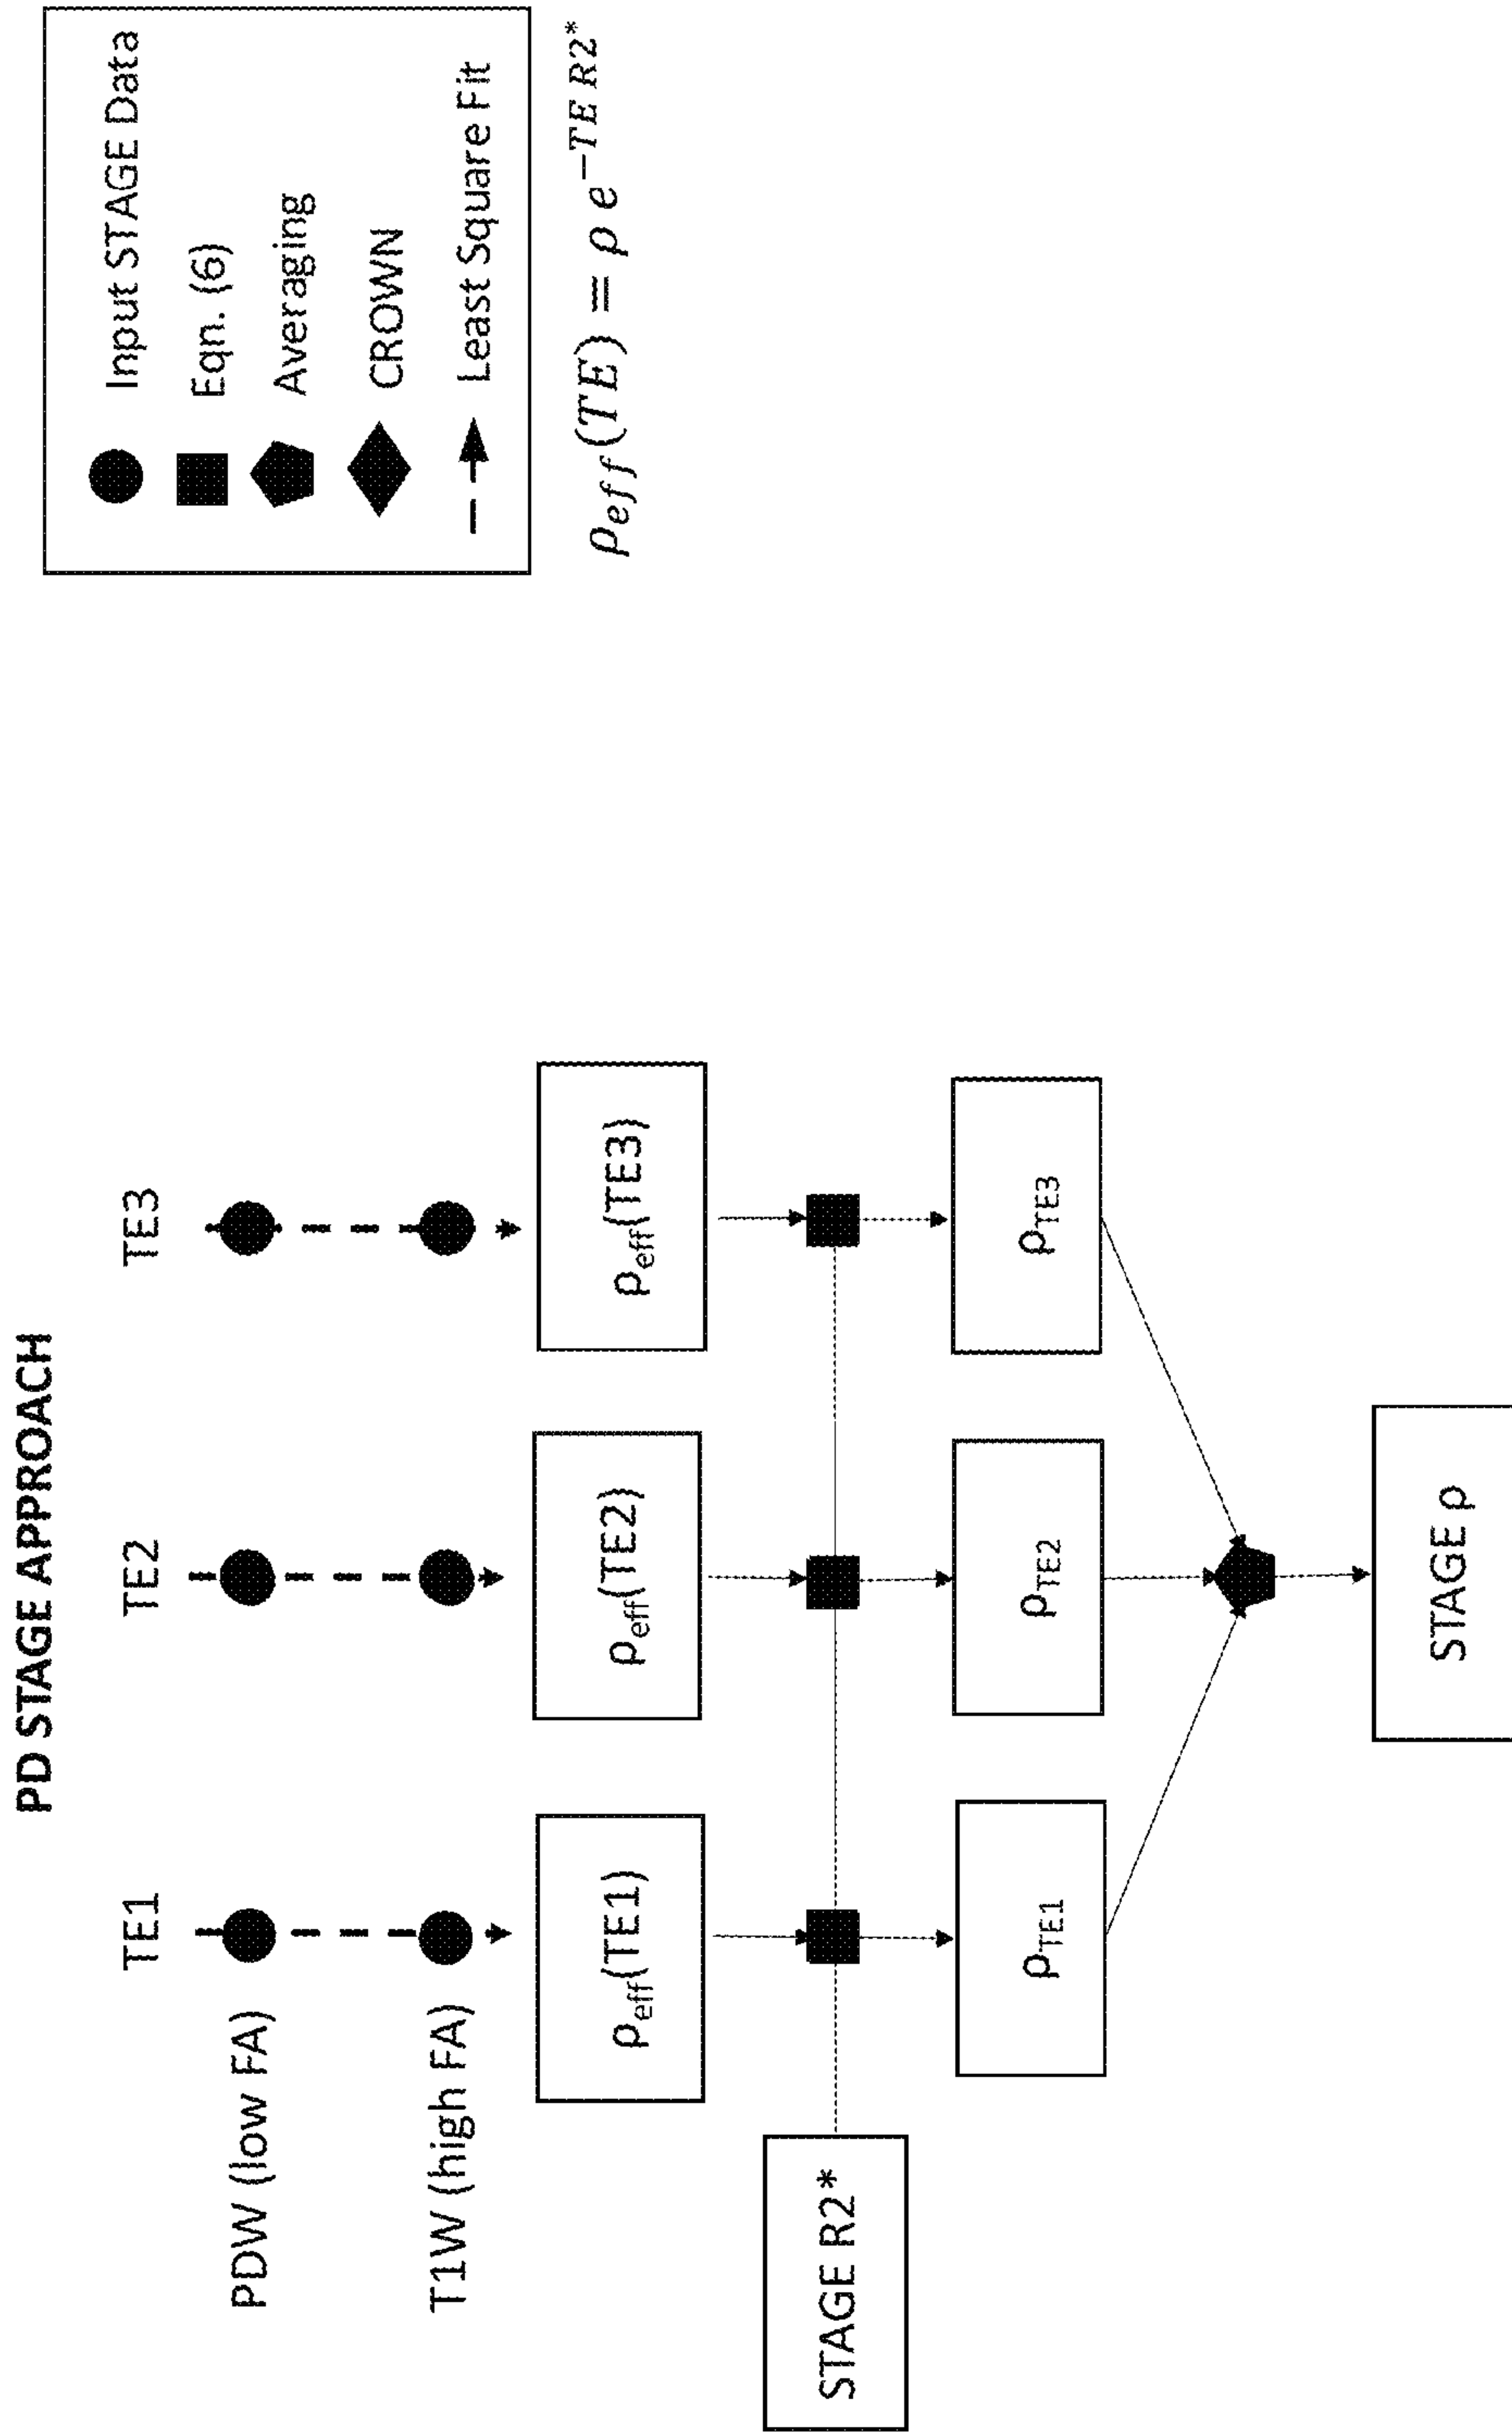 PD STAGE APPROACH
TE1 TE2 TE3
PDW (low FA)
T1W (high FA)
ρeff(TE1) ρeff(TE2) ρeff(TE3)
STAGE R2*
ρTE1 ρTE2 ρTE3
STAGE ρ
Input STAGE Data
Eqn. (6)
Averaging
CROWN
Least Square Fit
ρeff(TE) = ρ e^−TE R2*